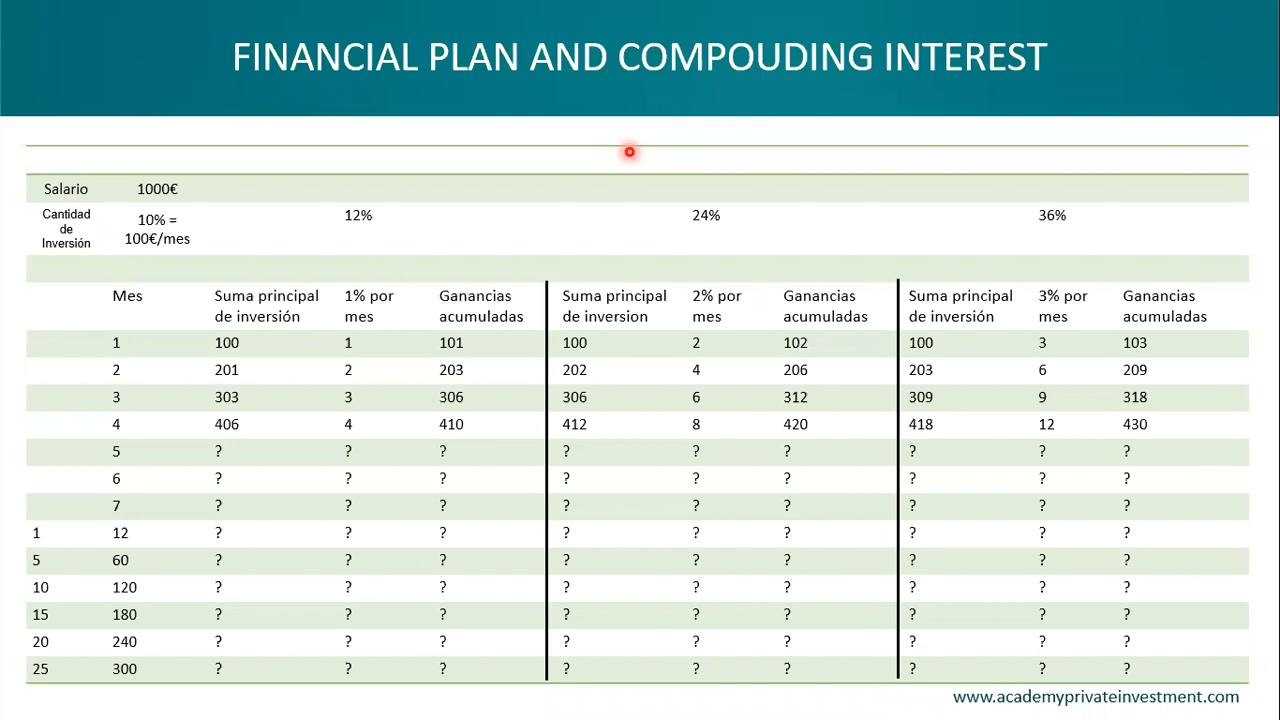 FINANCIAL PLAN AND COMPOUDING INTEREST
Salario 1000€
Cantidad de Inversión 10% = 100€/mes 12% 24% 36%
Mes Suma principal de inversión 1% por mes Ganancias acumuladas Suma principal de inversion 2% por mes Ganancias acumuladas Suma principal de inversión 3% por mes Ganancias acumuladas
1 100 1 101 100 2 102 100 3 103
2 201 2 203 202 4 206 203 6 209
3 303 3 306 306 6 312 309 9 318
4 406 4 410 412 8 420 418 12 430
5 ? ? ? ? ? ? ? ? ?
6 ? ? ? ? ? ? ? ? ?
7 ? ? ? ? ? ? ? ? ?
1 12 ? ? ? ? ? ? ? ? ?
5 60 ? ? ? ? ? ? ? ? ?
10 120 ? ? ? ? ? ? ? ? ?
15 180 ? ? ? ? ? ? ? ? ?
20 240 ? ? ? ? ? ? ? ? ?
25 300 ? ? ? ? ? ? ? ? ?
www.academyprivateinvestment.com